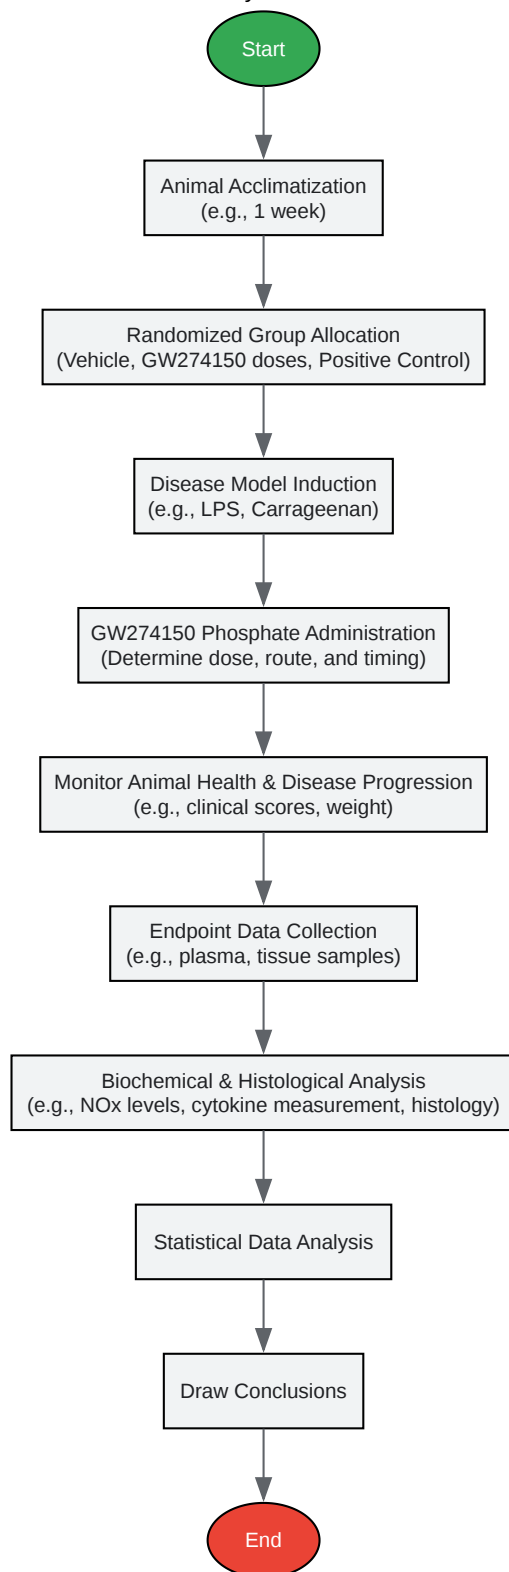 Start
Animal Acclimatization
(e.g., 1 week)
Randomized Group Allocation
(Vehicle, GW274150 doses, Positive Control)
Disease Model Induction
(e.g., LPS, Carrageenan)
GW274150 Phosphate Administration
(Determine dose, route, and timing)
Monitor Animal Health & Disease Progression
(e.g., clinical scores, weight)
Endpoint Data Collection
(e.g., plasma, tissue samples)
Biochemical & Histological Analysis
(e.g., NOx levels, cytokine measurement, histology)
Statistical Data Analysis
Draw Conclusions
End